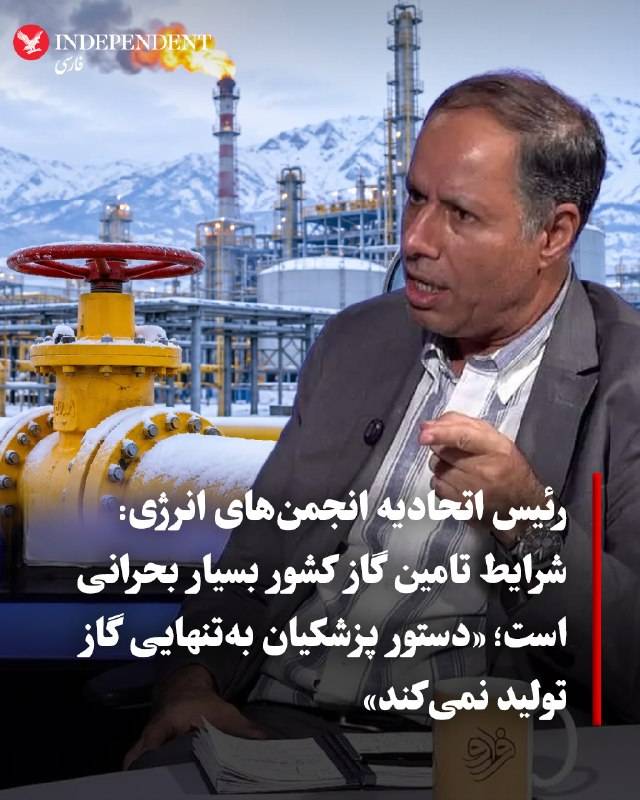 INDEPENDENT
فارسی
رئیس اتحادیه انجمن‌های انرژی:
شرایط تامین گاز کشور بسیار بحرانی
است؛ «دستور پزشکیان به‌تنهایی گاز
تولید نمی‌کند»